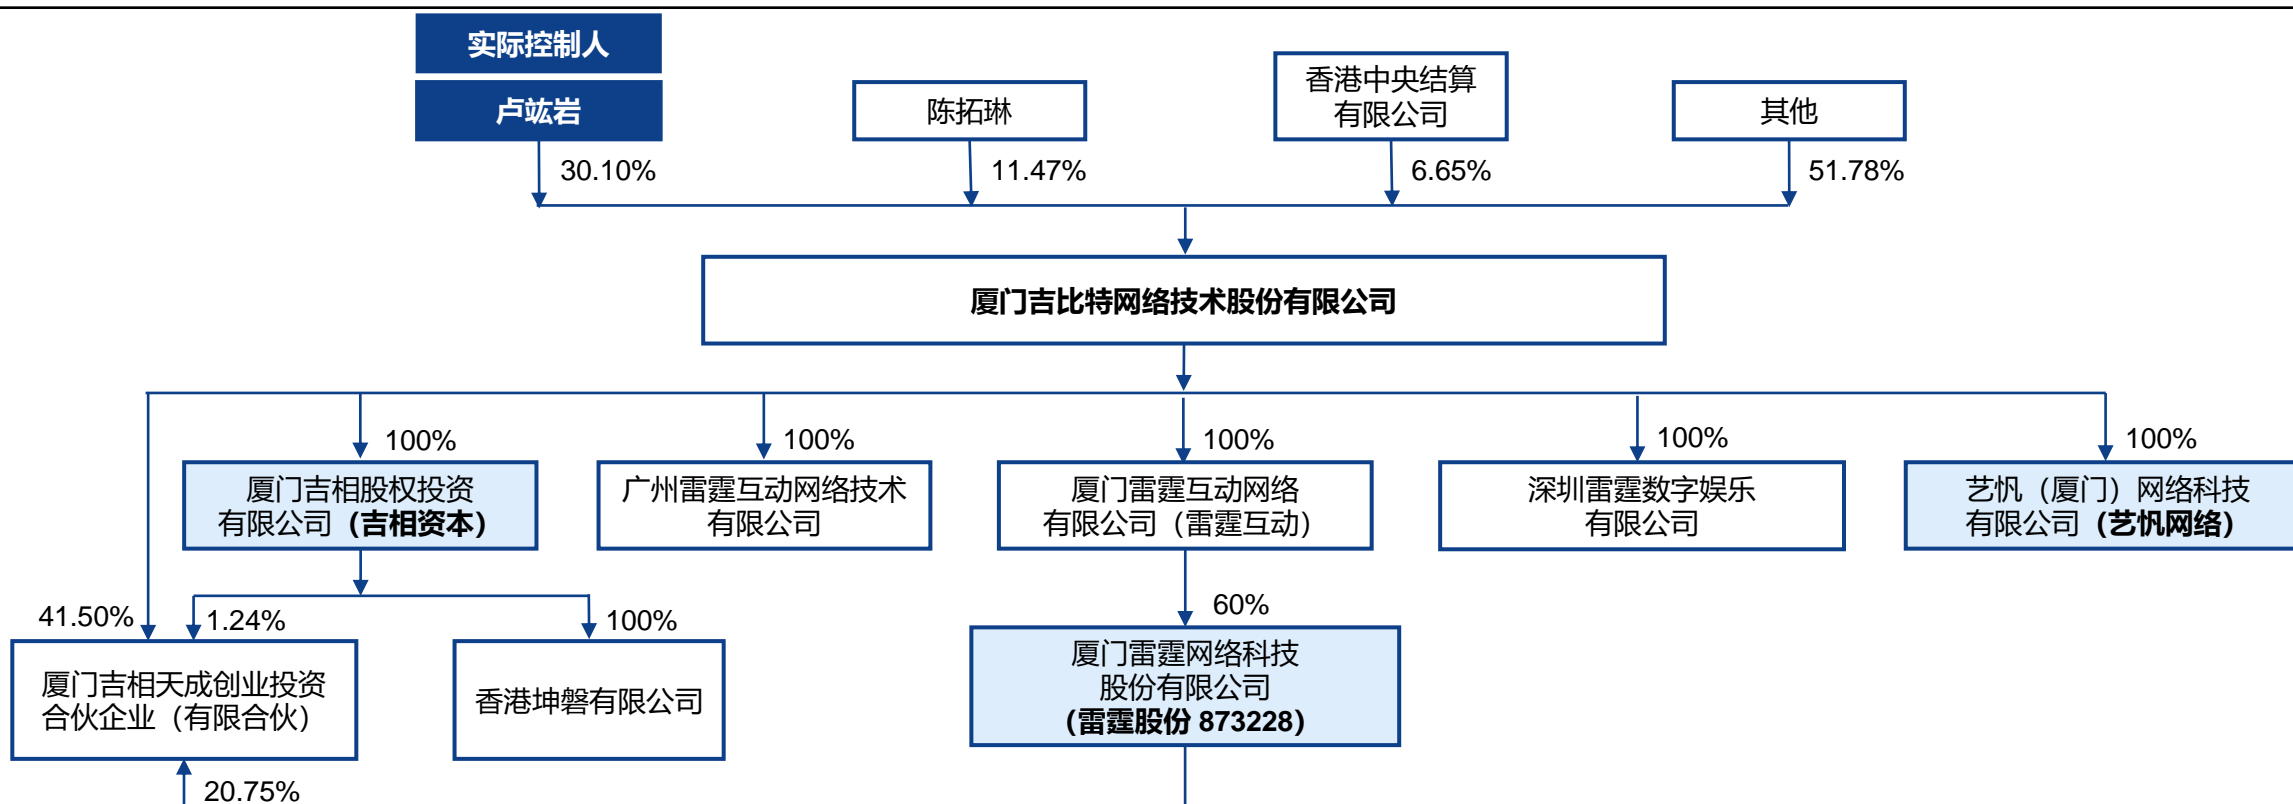 实际控制人
卢竑岩
陈拓琳
香港中央结算
有限公司
其他
30.10%
11.47%
6.65%
51.78%
厦门吉比特网络技术股份有限公司
100%
100%
100%
100%
100%
厦门吉相股权投资
有限公司（吉相资本）
广州雷霆互动网络技术
有限公司
厦门雷霆互动网络
有限公司（雷霆互动）
深圳雷霆数字娱乐
有限公司
艺忛（厦门）网络科技
有限公司（艺忛网络）
41.50%
1.24%
100%
60%
厦门吉相天成创业投资
合伙企业（有限合伙）
香港坤磐有限公司
厦门雷霆网络科技
股份有限公司
（雷霆股份 873228）
20.75%